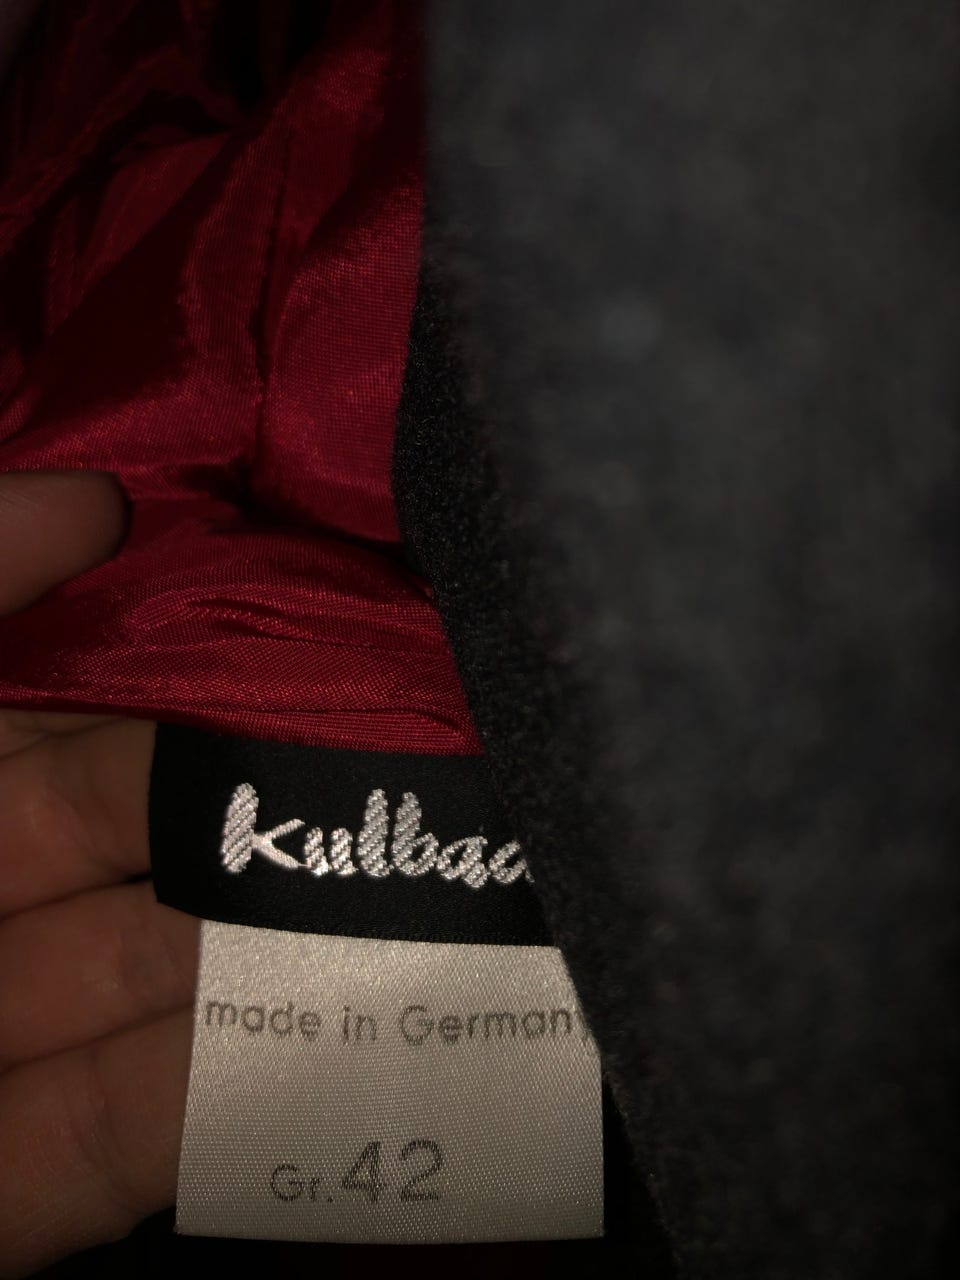 Kulbac
made in Germany
Gr. 42